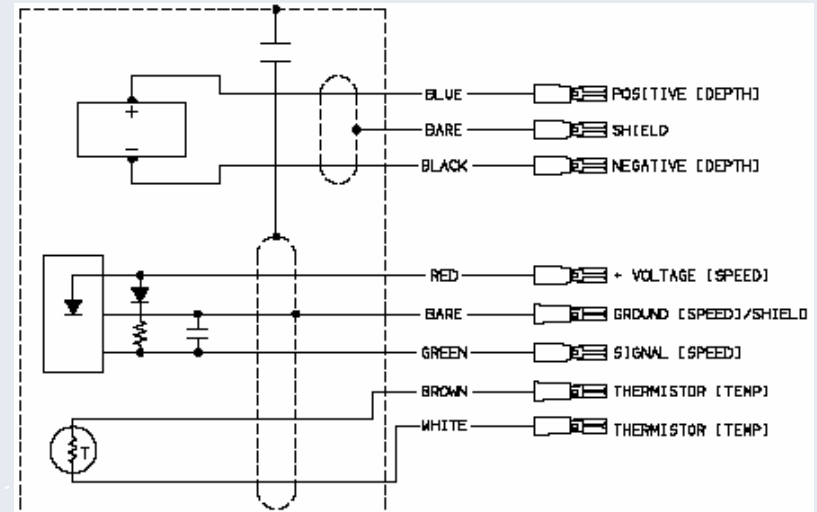 BLUE POSITIVE [DEPTH]
+
BARE SHIELD
−
BLACK NEGATIVE [DEPTH]
RED + VOLTAGE [SPEED]
BARE GROUND [SPEED]/SHIELD
GREEN SIGNAL [SPEED]
BROWN THERMISTOR [TEMP]
WHITE THERMISTOR [TEMP]
T